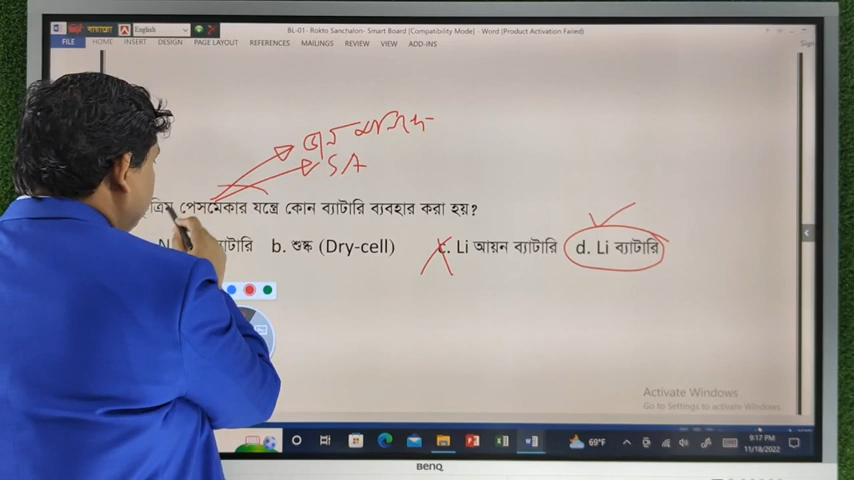 English
BL-01- Rokto Sanchalon- Smart Board [Compatibility Mode] - Word (Product Activation Failed)
FILE HOME INSERT DESIGN PAGE LAYOUT REFERENCES MAILINGS REVIEW VIEW ADD-INS Sign
ডান
SA
পেসমেকার যন্ত্রে কোন ব্যাটারি ব্যবহার করা হয়?
b. শুষ্ক (Dry-cell) c. Li আয়ন ব্যাটারি d. Li ব্যাটারি
Activate Windows
Go to Settings to activate Windows.
69°F
9:17 PM
11/18/2022
BenQ